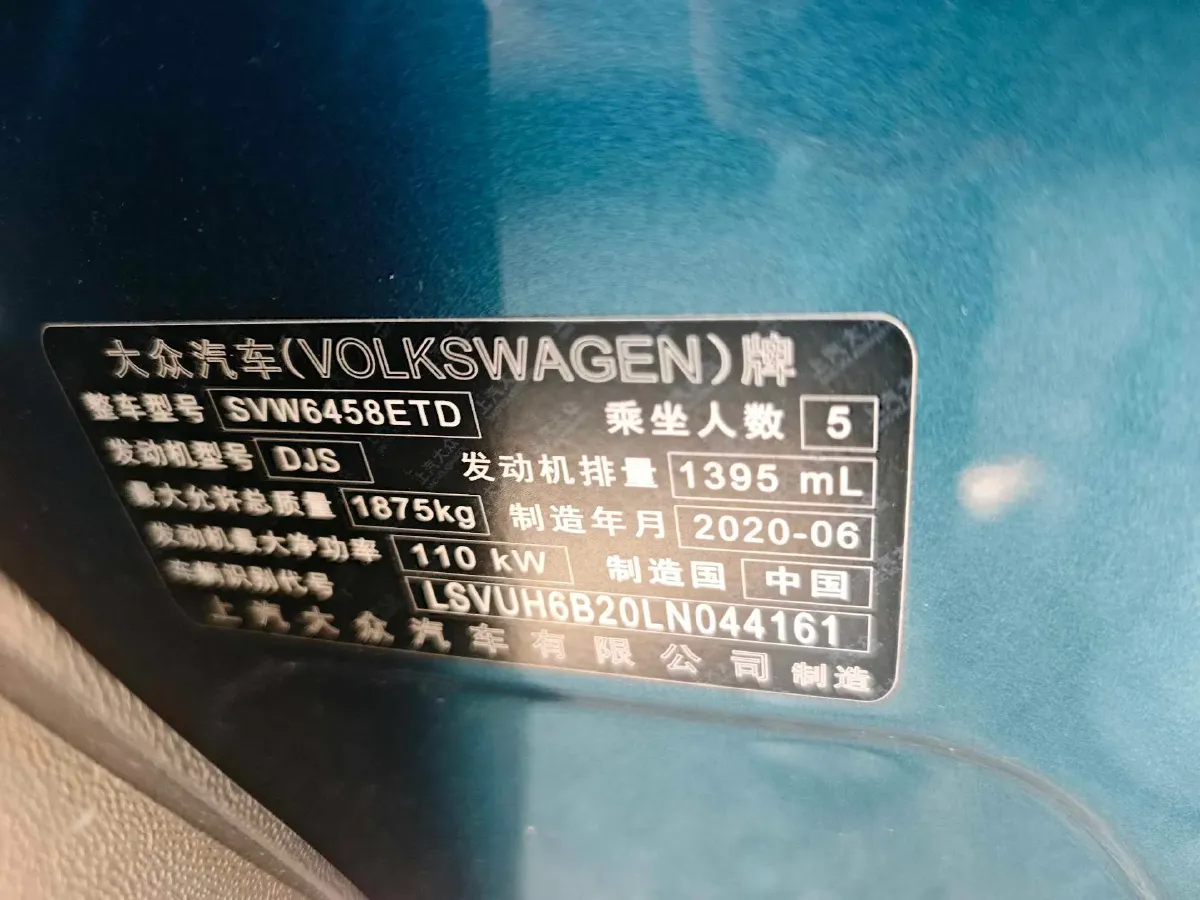 大众汽车(VOLKSWAGEN)牌
整车型号 SVW6458ETD 乘坐人数 5
发动机型号 DJS 发动机排量 1395 mL
最大允许总质量 1875kg 制造年月 2020-06
发动机最大净功率 110 kW 制造国 中国
车辆识别代号 LSVUH6B20LN044161
上汽大众汽车有限公司 制造